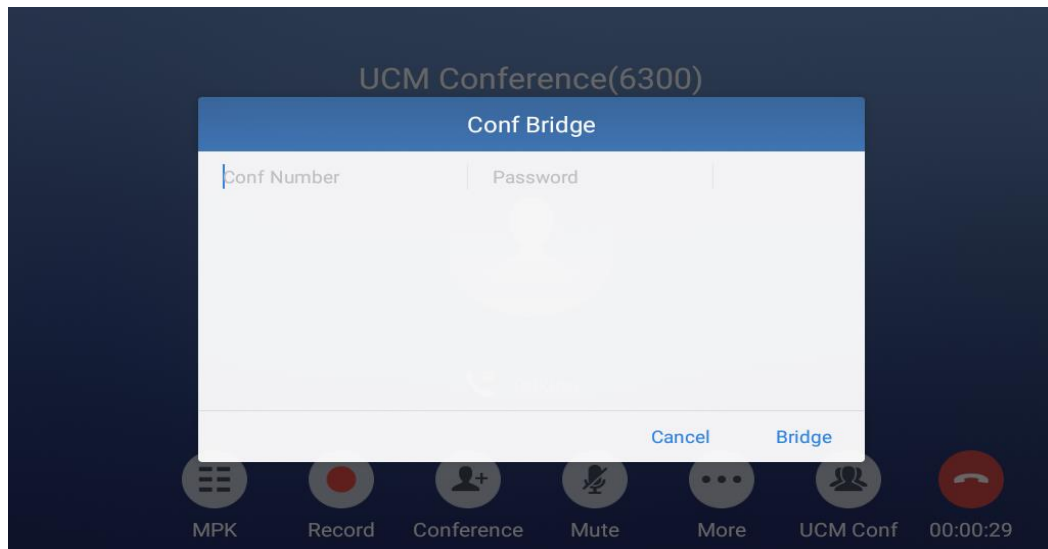 UCM Conference(6300)
Conf Bridge
Conf Number Password
Cancel Bridge
MPK Record Conference Mute More UCM Conf 00:00:29